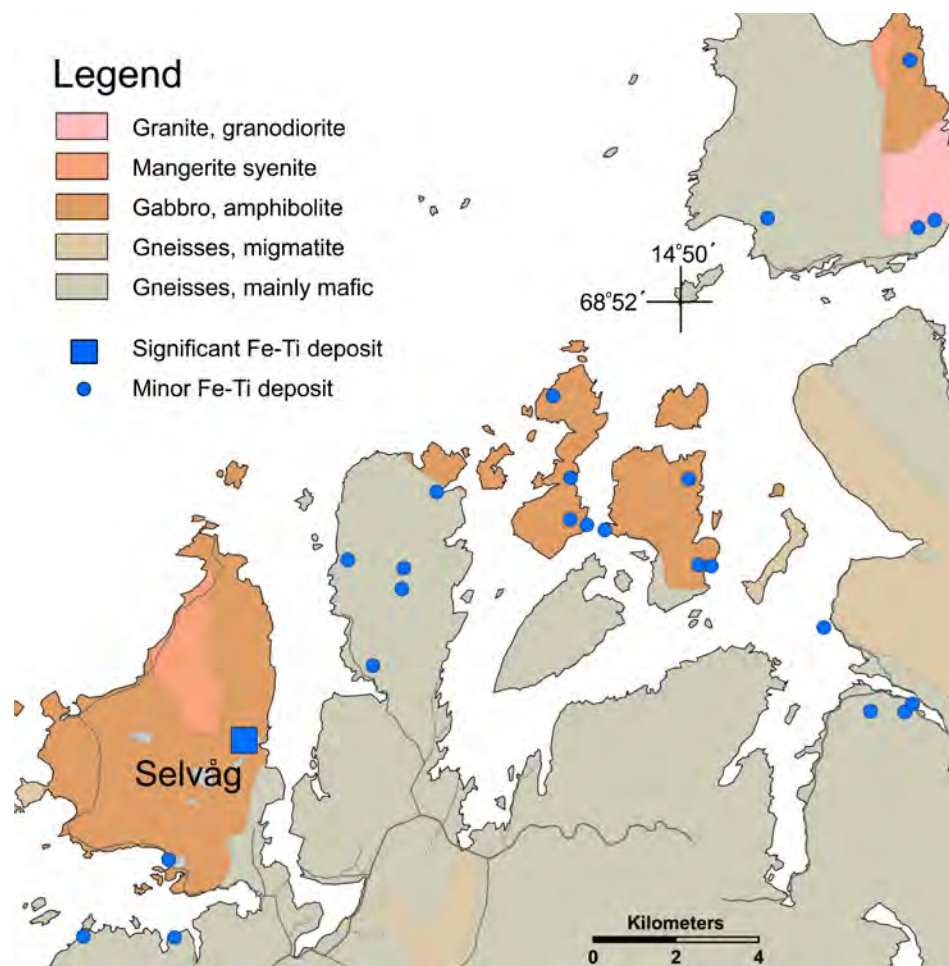 Legend
Granite, granodiorite
Mangerite syenite
Gabbro, amphibolite
Gneisses, migmatite
Gneisses, mainly mafic
Significant Fe-Ti deposit
Minor Fe-Ti deposit
14°50´
68°52´
Selvåg
Kilometers
0 2 4